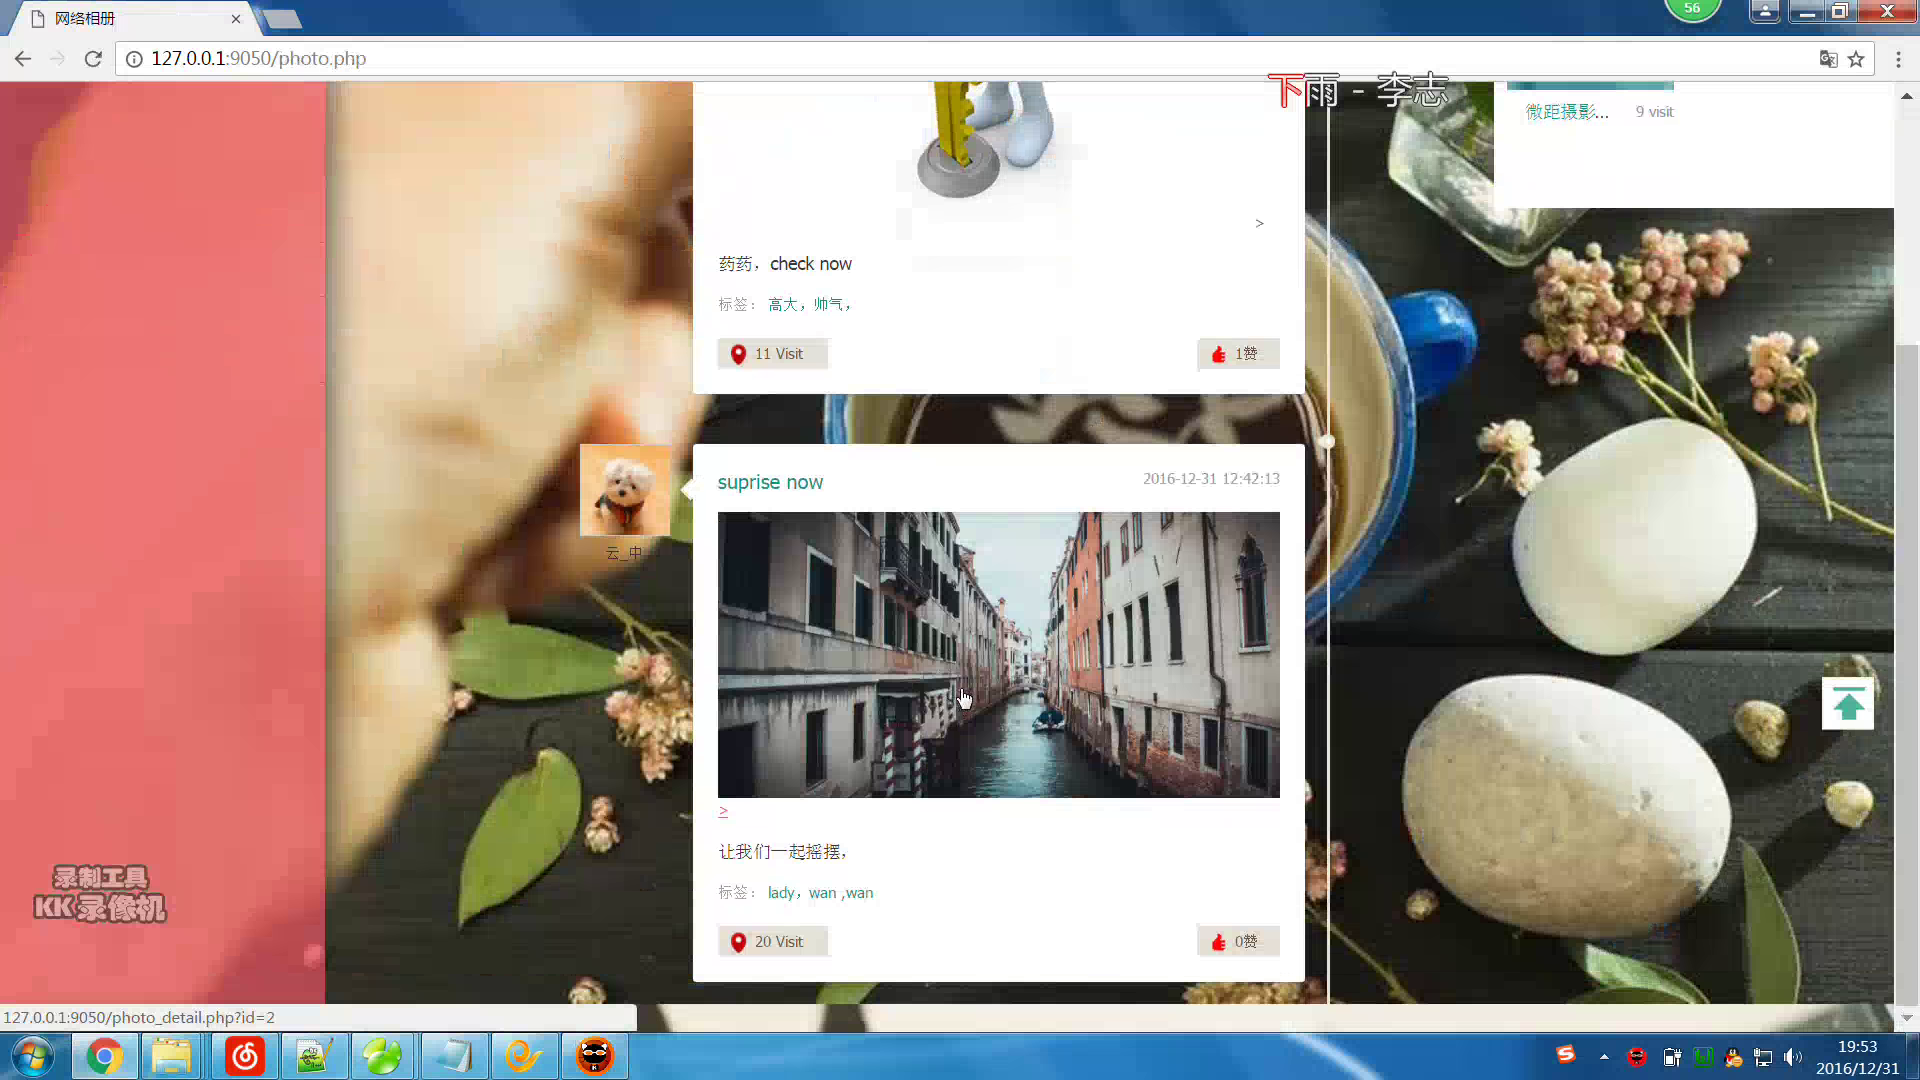 网络相册
56
127.0.0.1:9050/photo.php
下雨 - 李志
微距摄影... 9 visit
>
药药，check now
标签： 高大，帅气，
11 Visit 1赞
suprise now 2016-12-31 12:42:13
云_中
>
让我们一起摇摆，
标签： lady，wan ,wan
20 Visit 0赞
录制工具
KK 录像机
127.0.0.1:9050/photo_detail.php?id=2
19:53
2016/12/31